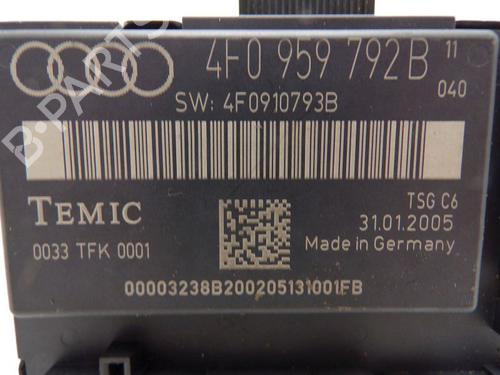 4F0 959 792B 11
040
SW: 4F0910793B
B-PARTS
TEMIC
TSG C6
31.01.2005
0033 TFK 0001
Made in Germany
00003238B200205131001FB